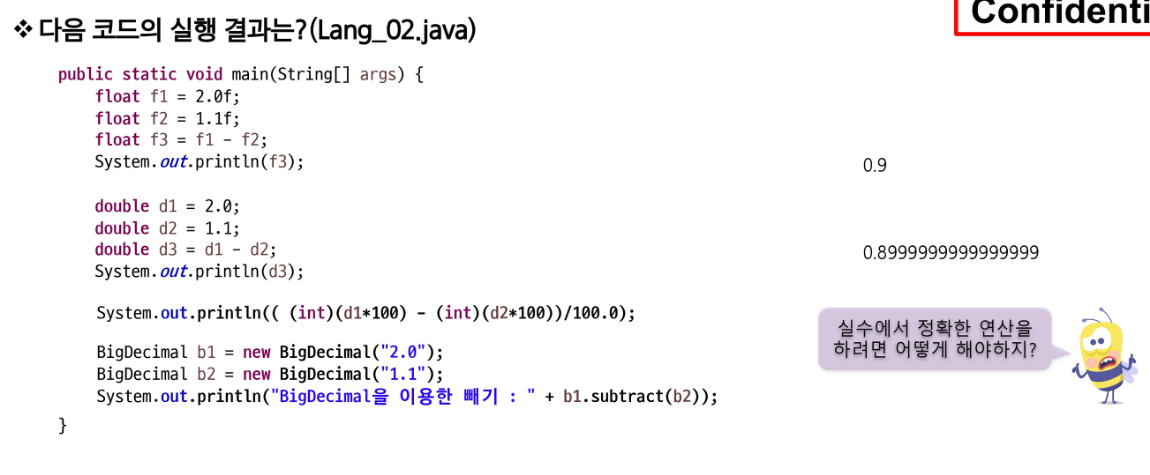 Confidenti
❖ 다음 코드의 실행 결과는?(Lang_02.java)
public static void main(String[] args) {
float f1 = 2.0f;
float f2 = 1.1f;
float f3 = f1 - f2;
System.out.println(f3);
0.9
double d1 = 2.0;
double d2 = 1.1;
double d3 = d1 - d2;
0.8999999999999999
System.out.println(d3);
System.out.println(( (int)(d1*100) - (int)(d2*100))/100.0);
실수에서 정확한 연산을
하려면 어떻게 해야하지?
BigDecimal b1 = new BigDecimal("2.0");
BigDecimal b2 = new BigDecimal("1.1");
System.out.println("BigDecimal을 이용한 빼기 : " + b1.subtract(b2));
}